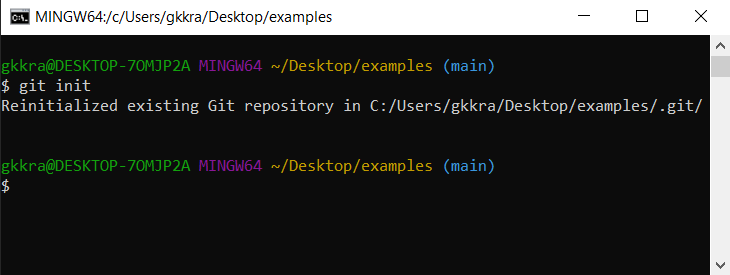 MINGW64:/c/Users/gkkra/Desktop/examples
gkkra@DESKTOP-7OMJP2A MINGW64 ~/Desktop/examples (main)
$ git init
Reinitialized existing Git repository in C:/Users/gkkra/Desktop/examples/.git/
gkkra@DESKTOP-7OMJP2A MINGW64 ~/Desktop/examples (main)
$